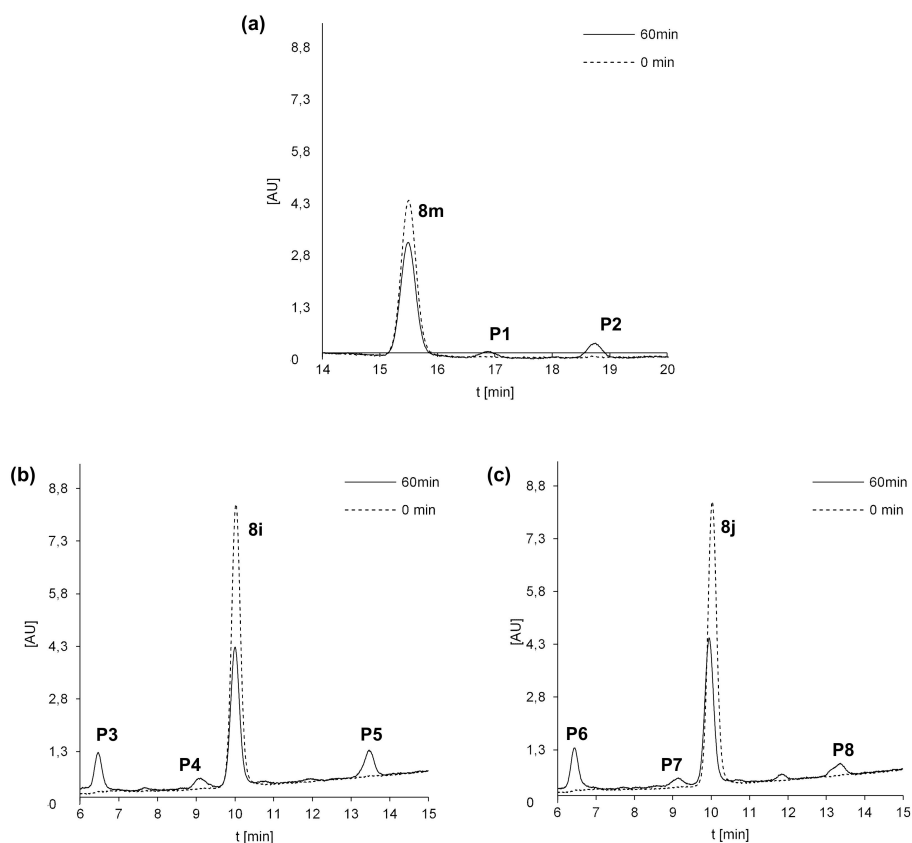 (a)
60min
0 min
8,8
7,3
5,8
4,3
2,8
1,3
0
[AU]
8m
P1
P2
14 15 16 17 18 19 20
t [min]
(b)
60min
0 min
8,8
7,3
5,8
4,3
2,8
1,3
0
[AU]
8i
P3
P4
P5
6 7 8 9 10 11 12 13 14 15
t [min]
(c)
60min
0 min
8,8
7,3
5,8
4,3
2,8
1,3
0
[AU]
8j
P6
P7
P8
6 7 8 9 10 11 12 13 14 15
t [min]